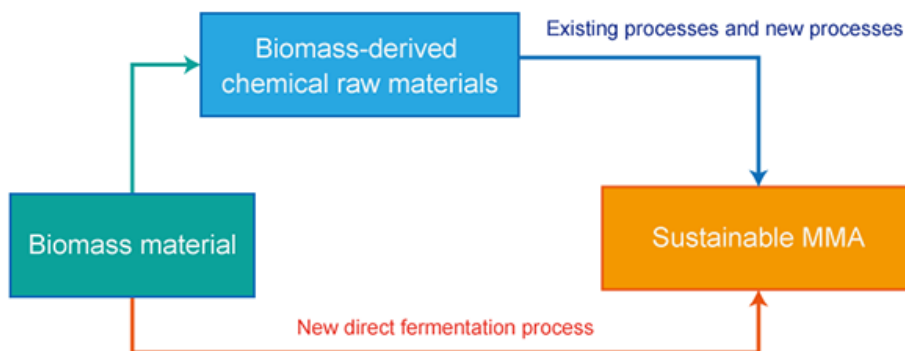 Biomass-derived
chemical raw materials
Existing processes and new processes
Biomass material
Sustainable MMA
New direct fermentation process